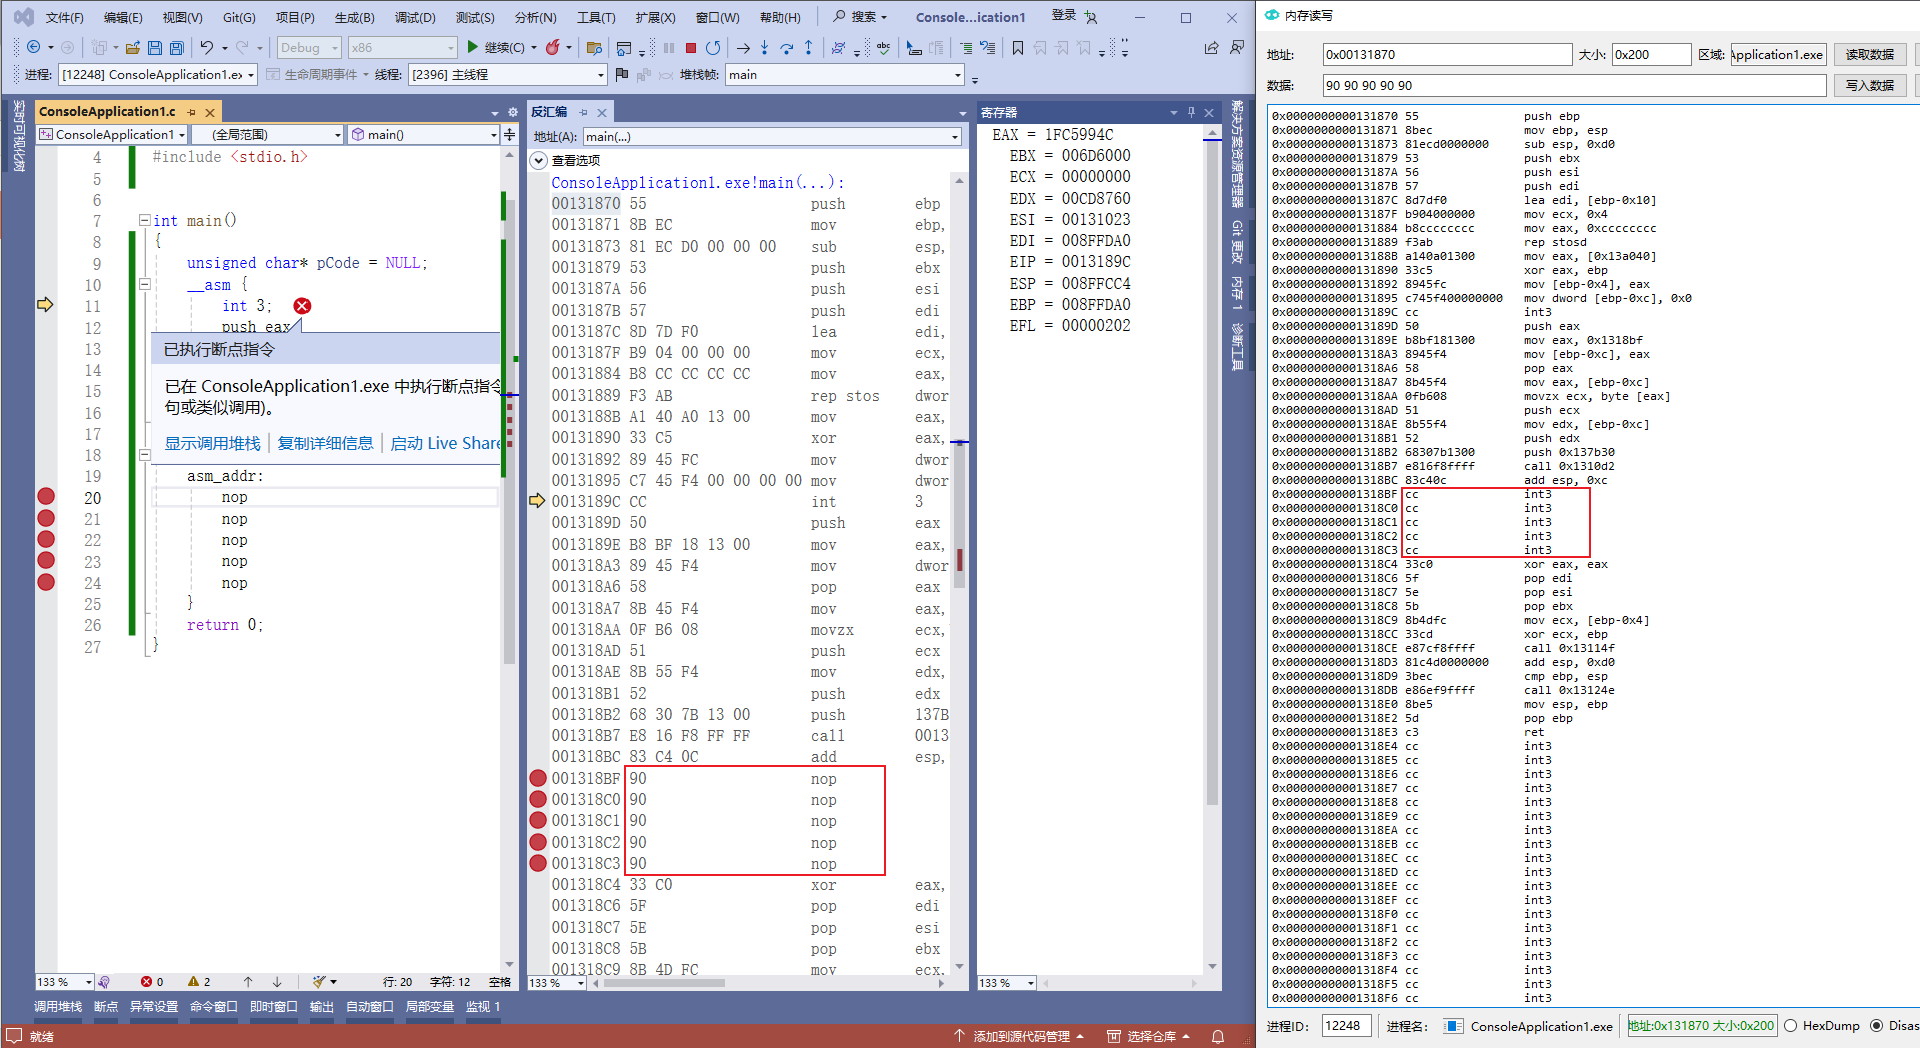 文件(F) 编辑(E) 视图(V) Git(G) 项目(P) 生成(B) 调试(D) 测试(S) 分析(N) 工具(T) 扩展(X) 窗口(W) 帮助(H) 搜索 Console...ication1 登录
Debug x86 继续(C)
进程: [12248] ConsoleApplication1.ex 生命周期事件 线程: [2396] 主线程 堆栈帧: main
实时可视化树
ConsoleApplication1.c
ConsoleApplication1 (全局范围) main()
4 #include <stdio.h>
5
6
7 int main()
8 {
9 unsigned char* pCode = NULL;
10 __asm {
11 int 3;
12 push eax
13
14
15
16
17
18
19 asm_addr:
20 nop
21 nop
22 nop
23 nop
24 nop
25 }
26 return 0;
27 }
已执行断点指令
已在 ConsoleApplication1.exe 中执行断点指令
句或类似调用)。
显示调用堆栈 复制详细信息 启动 Live Share
133 % 0 2 行: 20 字符: 12 空格
反汇编
地址(A): main(...)
查看选项
ConsoleApplication1.exe!main(...):
00131870 55 push ebp
00131871 8B EC mov ebp,
00131873 81 EC D0 00 00 00 sub esp,
00131879 53 push ebx
0013187A 56 push esi
0013187B 57 push edi
0013187C 8D 7D F0 lea edi,
0013187F B9 04 00 00 00 mov ecx,
00131884 B8 CC CC CC CC mov eax,
00131889 F3 AB rep stos dwor
0013188B A1 40 A0 13 00 mov eax,
00131890 33 C5 xor eax,
00131892 89 45 FC mov dwor
00131895 C7 45 F4 00 00 00 00 mov dwor
0013189C CC int 3
0013189D 50 push eax
0013189E B8 BF 18 13 00 mov eax,
001318A3 89 45 F4 mov dwor
001318A6 58 pop eax
001318A7 8B 45 F4 mov eax,
001318AA 0F B6 08 movzx ecx,
001318AD 51 push ecx
001318AE 8B 55 F4 mov edx,
001318B1 52 push edx
001318B2 68 30 7B 13 00 push 137B
001318B7 E8 16 F8 FF FF call 0013
001318BC 83 C4 0C add esp,
001318BF 90 nop
001318C0 90 nop
001318C1 90 nop
001318C2 90 nop
001318C3 90 nop
001318C4 33 C0 xor eax,
001318C6 5F pop edi
001318C7 5E pop esi
001318C8 5B pop ebx
001318C9 8B 4D FC mov ecx,
133 %
寄存器
EAX = 1FC5994C
EBX = 006D6000
ECX = 00000000
EDX = 00CD8760
ESI = 00131023
EDI = 008FFDA0
EIP = 0013189C
ESP = 008FFCC4
EBP = 008FFDA0
EFL = 00000202
133 %
解决方案资源管理器
Git 更改
内存 1
诊断工具
调用堆栈 断点 异常设置 命令窗口 即时窗口 输出 自动窗口 局部变量 监视 1
就绪 添加到源代码管理 选择仓库
内存读写
地址: 0x00131870 大小: 0x200 区域: Application1.exe 读取数据
数据: 90 90 90 90 90 写入数据
0x0000000000131870 55 push ebp
0x0000000000131871 8bec mov ebp, esp
0x0000000000131873 81ecd0000000 sub esp, 0xd0
0x0000000000131879 53 push ebx
0x000000000013187A 56 push esi
0x000000000013187B 57 push edi
0x000000000013187C 8d7df0 lea edi, [ebp-0x10]
0x000000000013187F b904000000 mov ecx, 0x4
0x0000000000131884 b8cccccccc mov eax, 0xcccccccc
0x0000000000131889 f3ab rep stosd
0x000000000013188B a140a01300 mov eax, [0x13a040]
0x0000000000131890 33c5 xor eax, ebp
0x0000000000131892 8945fc mov [ebp-0x4], eax
0x0000000000131895 c745f400000000 mov dword [ebp-0xc], 0x0
0x000000000013189C cc int3
0x000000000013189D 50 push eax
0x000000000013189E b8bf181300 mov eax, 0x1318bf
0x00000000001318A3 8945f4 mov [ebp-0xc], eax
0x00000000001318A6 58 pop eax
0x00000000001318A7 8b45f4 mov eax, [ebp-0xc]
0x00000000001318AA 0fb608 movzx ecx, byte [eax]
0x00000000001318AD 51 push ecx
0x00000000001318AE 8b55f4 mov edx, [ebp-0xc]
0x00000000001318B1 52 push edx
0x00000000001318B2 68307b1300 push 0x137b30
0x00000000001318B7 e816f8ffff call 0x1310d2
0x00000000001318BC 83c40c add esp, 0xc
0x00000000001318BF cc int3
0x00000000001318C0 cc int3
0x00000000001318C1 cc int3
0x00000000001318C2 cc int3
0x00000000001318C3 cc int3
0x00000000001318C4 33c0 xor eax, eax
0x00000000001318C6 5f pop edi
0x00000000001318C7 5e pop esi
0x00000000001318C8 5b pop ebx
0x00000000001318C9 8b4dfc mov ecx, [ebp-0x4]
0x00000000001318CC 33cd xor ecx, ebp
0x00000000001318CE e87cf8ffff call 0x13114f
0x00000000001318D3 81c4d0000000 add esp, 0xd0
0x00000000001318D9 3bec cmp ebp, esp
0x00000000001318DB e86ef9ffff call 0x13124e
0x00000000001318E0 8be5 mov esp, ebp
0x00000000001318E2 5d pop ebp
0x00000000001318E3 c3 ret
0x00000000001318E4 cc int3
0x00000000001318E5 cc int3
0x00000000001318E6 cc int3
0x00000000001318E7 cc int3
0x00000000001318E8 cc int3
0x00000000001318E9 cc int3
0x00000000001318EA cc int3
0x00000000001318EB cc int3
0x00000000001318EC cc int3
0x00000000001318ED cc int3
0x00000000001318EE cc int3
0x00000000001318EF cc int3
0x00000000001318F0 cc int3
0x00000000001318F1 cc int3
0x00000000001318F2 cc int3
0x00000000001318F3 cc int3
0x00000000001318F4 cc int3
0x00000000001318F5 cc int3
0x00000000001318F6 cc int3
进程ID: 12248 进程名: ConsoleApplication1.exe 地址:0x131870 大小:0x200 HexDump Disas